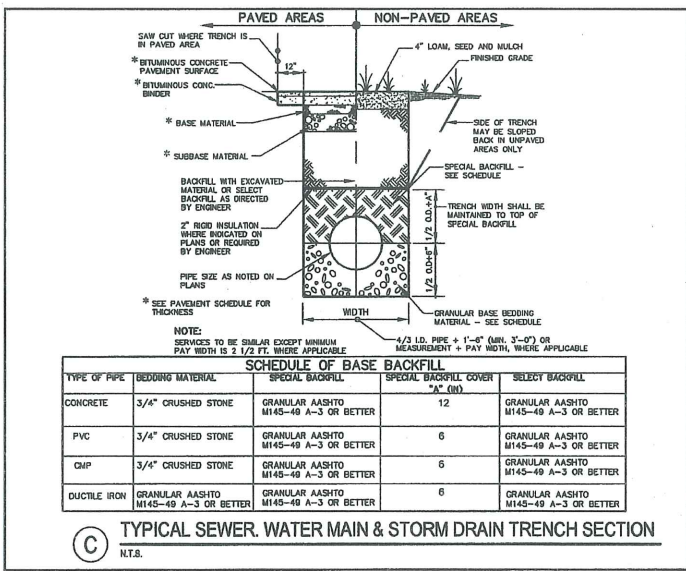 PAVED AREAS
NON-PAVED AREAS
SAW CUT WHERE TRENCH IS
IN PAVED AREA
12"
* BITUMINOUS CONCRETE
PAVEMENT SURFACE
* BITUMINOUS CONC.
BINDER
* BASE MATERIAL
* SUBBASE MATERIAL
BACKFILL WITH EXCAVATED
MATERIAL OR SELECT
BACKFILL AS DIRECTED
BY ENGINEER
2" RIGID INSULATION
WHERE INDICATED ON
PLANS OR REQUIRED
BY ENGINEER
PIPE SIZE AS NOTED ON
PLANS
* SEE PAVEMENT SCHEDULE FOR
THICKNESS
4" LOAM, SEED AND MULCH
FINISHED GRADE
SIDE OF TRENCH
MAY BE SLOPED
BACK IN UNPAVED
AREAS ONLY
SPECIAL BACKFILL –
SEE SCHEDULE
TRENCH WIDTH SHALL BE
MAINTAINED TO TOP OF
SPECIAL BACKFILL
1/2 O.D.+A"
1/2 O.D+6"
GRANULAR BASE BEDDING
MATERIAL – SEE SCHEDULE
WIDTH
4/3 I.D. PIPE + 1'-6" (MIN. 3'-0") OR
MEASUREMENT + PAY WIDTH, WHERE APPLICABLE
NOTE:
SERVICES TO BE SIMILAR EXCEPT MINIMUM
PAY WIDTH IS 2 1/2 FT. WHERE APPLICABLE
SCHEDULE OF BASE BACKFILL
TYPE OF PIPE BEDDING MATERIAL SPECIAL BACKFILL SPECIAL BACKFILL COVER "A" (IN) SELECT BACKFILL
CONCRETE 3/4" CRUSHED STONE GRANULAR AASHTO M145-49 A-3 OR BETTER 12 GRANULAR AASHTO M145-49 A-3 OR BETTER
PVC 3/4" CRUSHED STONE GRANULAR AASHTO M145-49 A-3 OR BETTER 6 GRANULAR AASHTO M145-49 A-3 OR BETTER
CMP 3/4" CRUSHED STONE GRANULAR AASHTO M145-49 A-3 OR BETTER 6 GRANULAR AASHTO M145-49 A-3 OR BETTER
DUCTILE IRON GRANULAR AASHTO M145-49 A-3 OR BETTER GRANULAR AASHTO M145-49 A-3 OR BETTER 6 GRANULAR AASHTO M145-49 A-3 OR BETTER
C TYPICAL SEWER. WATER MAIN & STORM DRAIN TRENCH SECTION
N.T.S.